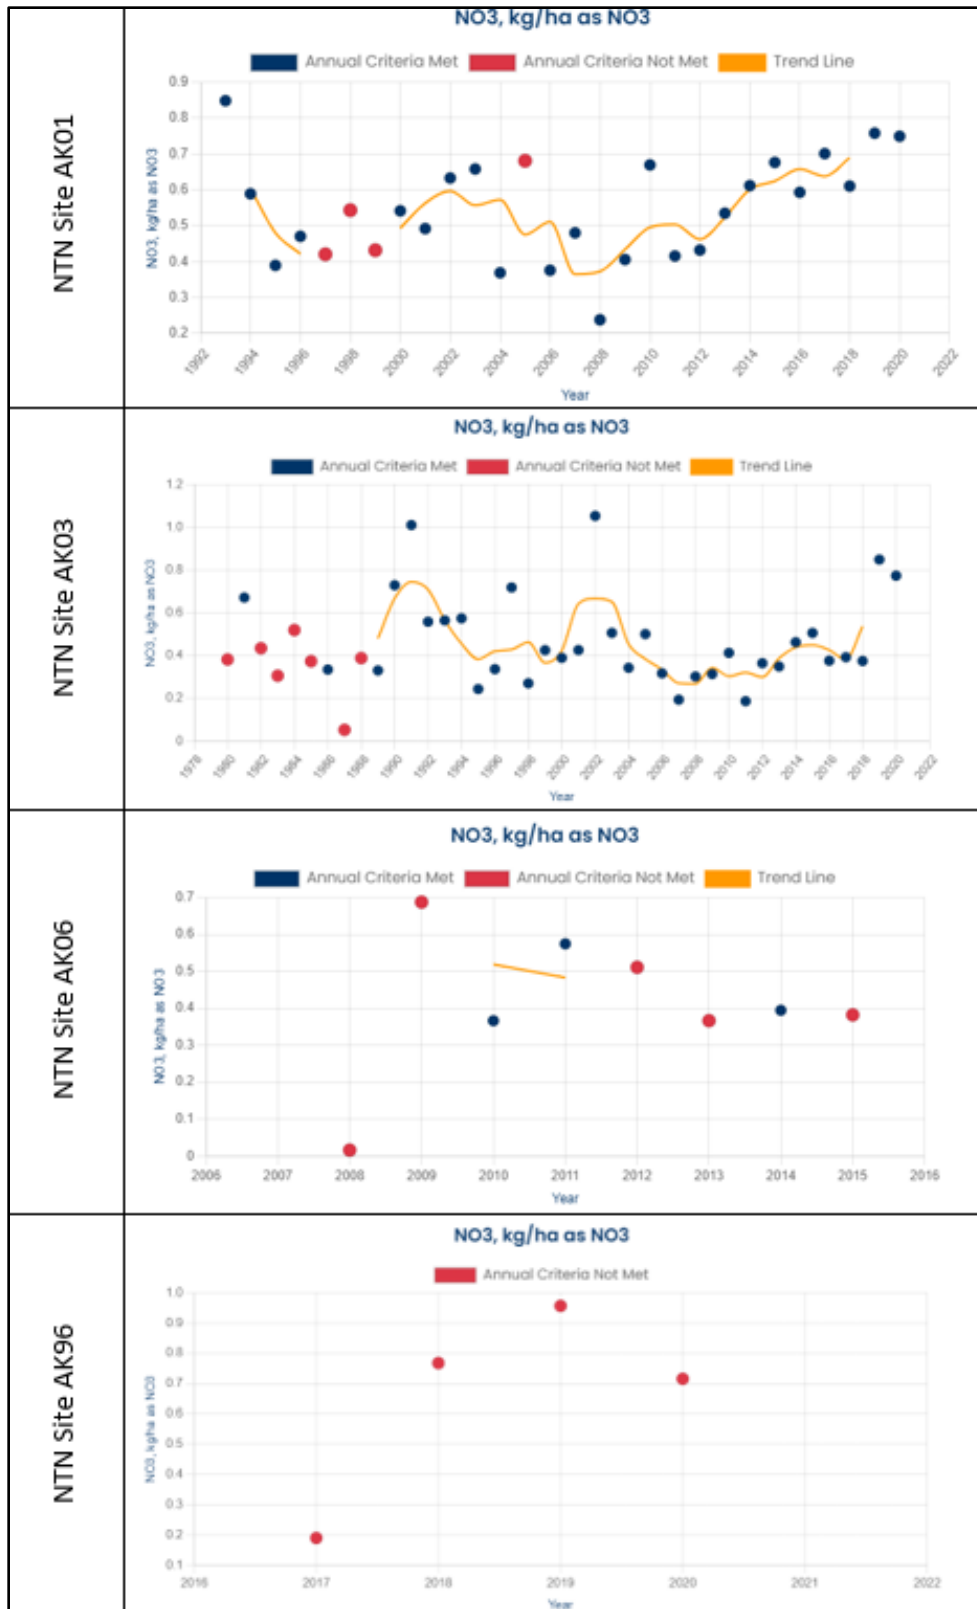 NTN Site AK01
NO3, kg/ha as NO3
Annual Criteria Met Annual Criteria Not Met Trend Line
NO3, kg/ha as NO3
0.9
0.8
0.7
0.6
0.5
0.4
0.3
0.2
1992 1994 1996 1998 2000 2002 2004 2006 2008 2010 2012 2014 2016 2018 2020 2022
Year
NTN Site AK03
NO3, kg/ha as NO3
Annual Criteria Met Annual Criteria Not Met Trend Line
NO3, kg/ha as NO3
1.2
1.0
0.8
0.6
0.4
0.2
0
1978 1980 1982 1984 1986 1988 1990 1992 1994 1996 1998 2000 2002 2004 2006 2008 2010 2012 2014 2016 2018 2020 2022
Year
NTN Site AK06
NO3, kg/ha as NO3
Annual Criteria Met Annual Criteria Not Met Trend Line
NO3, kg/ha as NO3
0.7
0.6
0.5
0.4
0.3
0.2
0.1
0
2006 2007 2008 2009 2010 2011 2012 2013 2014 2015 2016
Year
NTN Site AK96
NO3, kg/ha as NO3
Annual Criteria Not Met
NO3, kg/ha as NO3
1.0
0.9
0.8
0.7
0.6
0.5
0.4
0.3
0.2
0.1
2016 2017 2018 2019 2020 2021 2022
Year